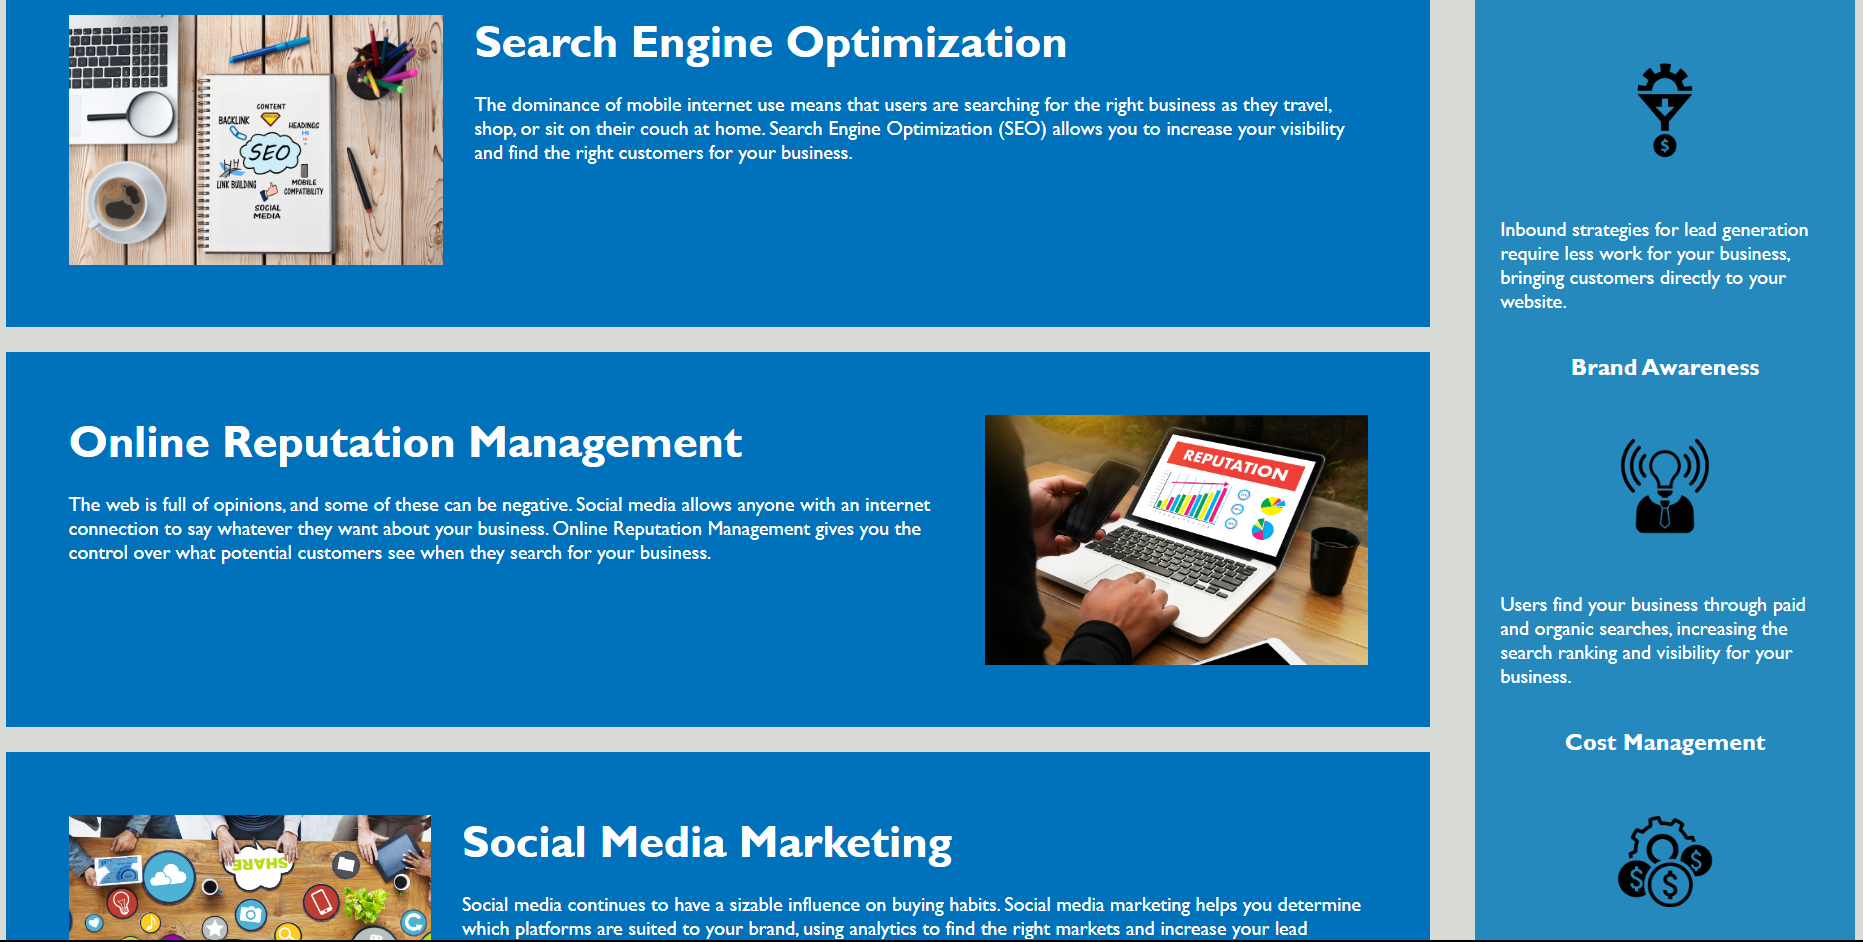 Search Engine Optimization
The dominance of mobile internet use means that users are searching for the right business as they travel,
shop, or sit on their couch at home. Search Engine Optimization (SEO) allows you to increase your visibility
and find the right customers for your business.
CONTENT
BACKLINK
HEADINGS
SEO
LINK BUILDING
MOBILE
COMPATIBILITY
SOCIAL
MEDIA
Online Reputation Management
The web is full of opinions, and some of these can be negative. Social media allows anyone with an internet
connection to say whatever they want about your business. Online Reputation Management gives you the
control over what potential customers see when they search for your business.
REPUTATION
Social Media Marketing
Social media continues to have a sizable influence on buying habits. Social media marketing helps you determine
which platforms are suited to your brand, using analytics to find the right markets and increase your lead
SHARE
$
Inbound strategies for lead generation
require less work for your business,
bringing customers directly to your
website.
Brand Awareness
Users find your business through paid
and organic searches, increasing the
search ranking and visibility for your
business.
Cost Management
$
$
$